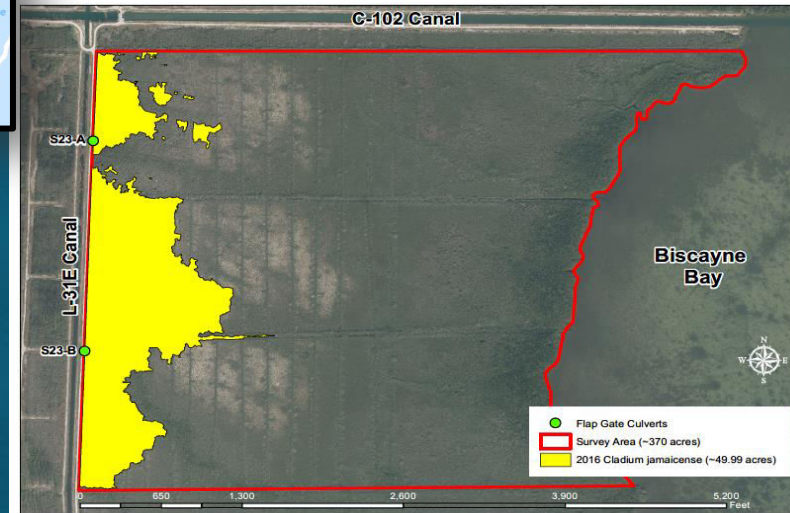 C-102 Canal
S23-A
L-31E Canal
Biscayne
Bay
S23-B
N
W
E
S
Flap Gate Culverts
Survey Area (~370 acres)
2016 Cladium jamaicense (~49.99 acres)
0
650
1,300
2,600
3,900
5,200
Feet